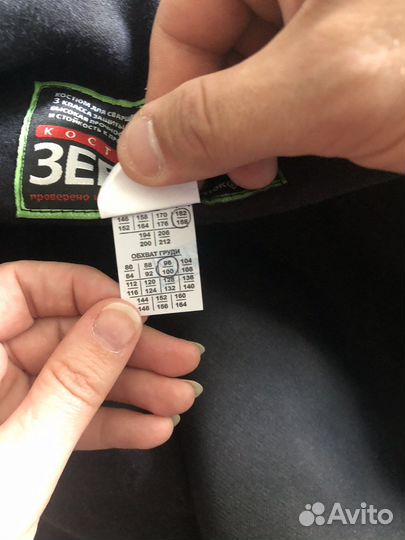 КОСТЮМ ДЛЯ СВАР
3 КЛАССА ЗАЩИТЫ
ВЫСОКАЯ ПРОЧНО
И СТОЙКОСТЬ К П
КОСТ
ЗЕВ
146 158 170 182
152 164 176 188
194 206
200 212
ОБХВАТ ГРУДИ
80 88 96 104
84 92 100 108
112 120 128 136
116 124 132 140
144 152 160
148 156 164
Avito